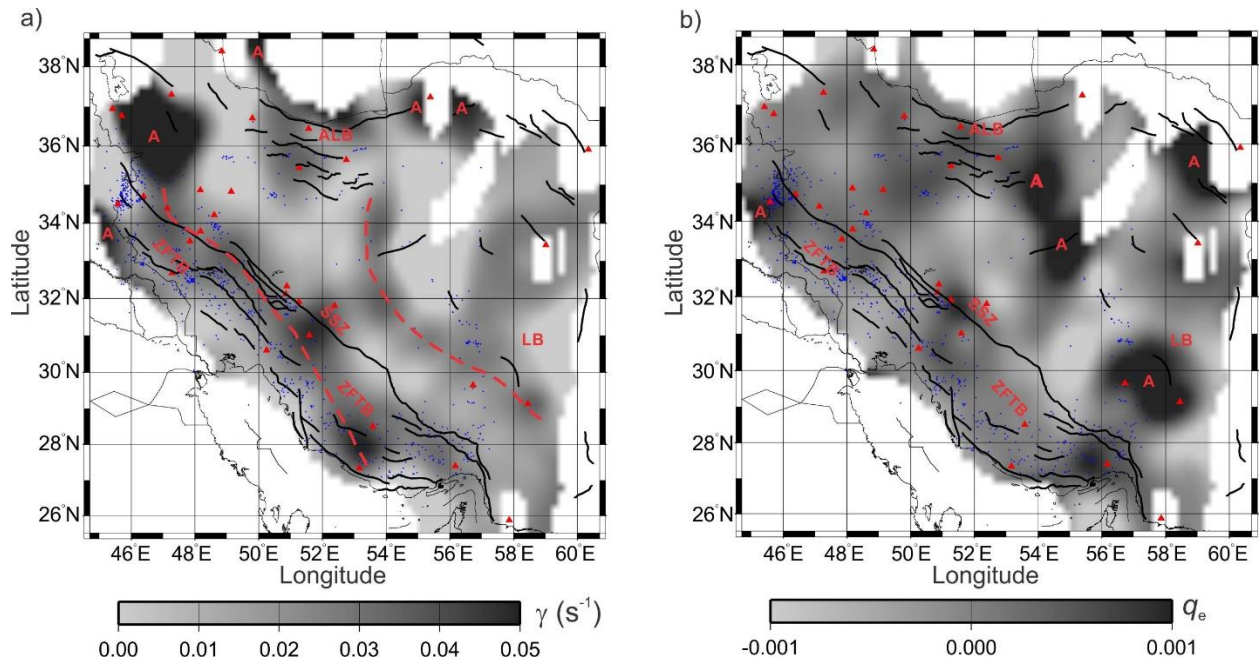 a)
38°N
36°N
34°N
32°N
30°N
28°N
26°N
Latitude
46°E 48°E 50°E 52°E 54°E 56°E 58°E 60°E
Longitude
A
A
A
A
A
ALB
ZFTB
SSZ
ZFTB
LB
γ (s⁻¹)
0.00 0.01 0.02 0.03 0.04 0.05
b)
38°N
36°N
34°N
32°N
30°N
28°N
26°N
Latitude
46°E 48°E 50°E 52°E 54°E 56°E 58°E 60°E
Longitude
ALB
A
A
A
A
ZFTB
SSZ
LB
A
ZFTB
qₑ
-0.001 0.000 0.001